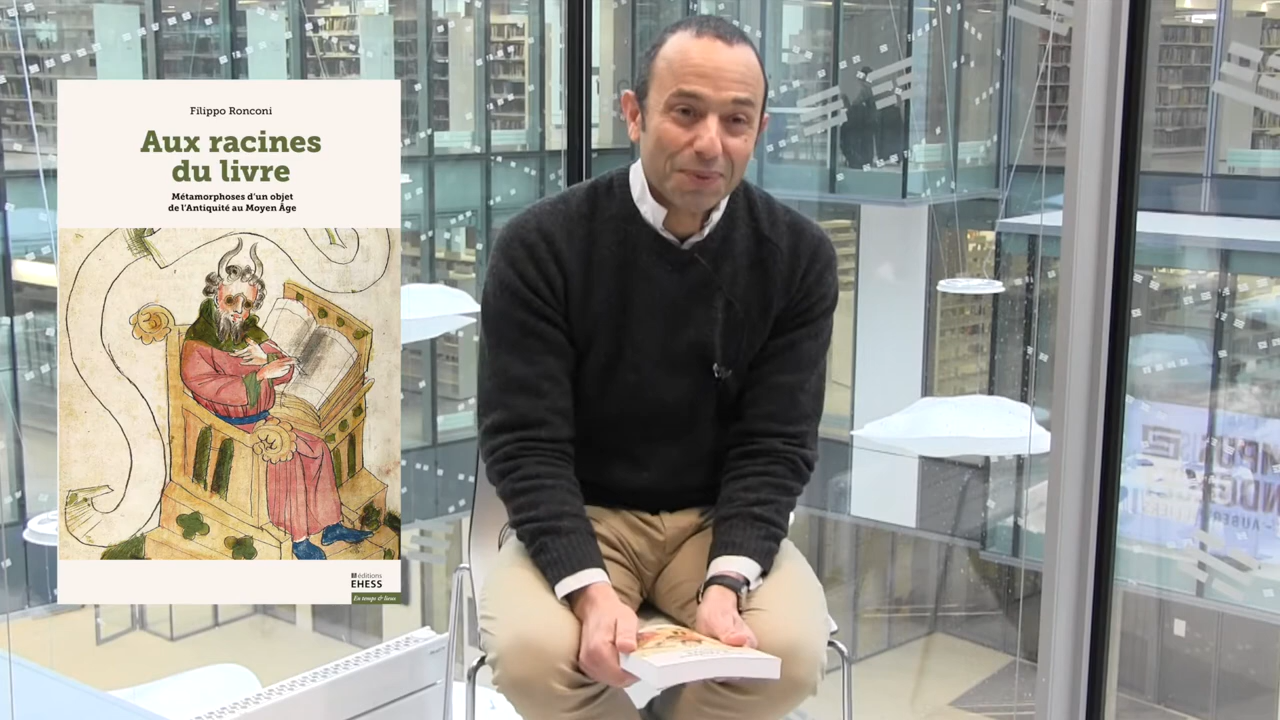 Filippo Ronconi
Aux racines
du livre
Métamorphoses d'un objet
de l'Antiquité au Moyen Âge
éditions
EHESS
En temps & lieux